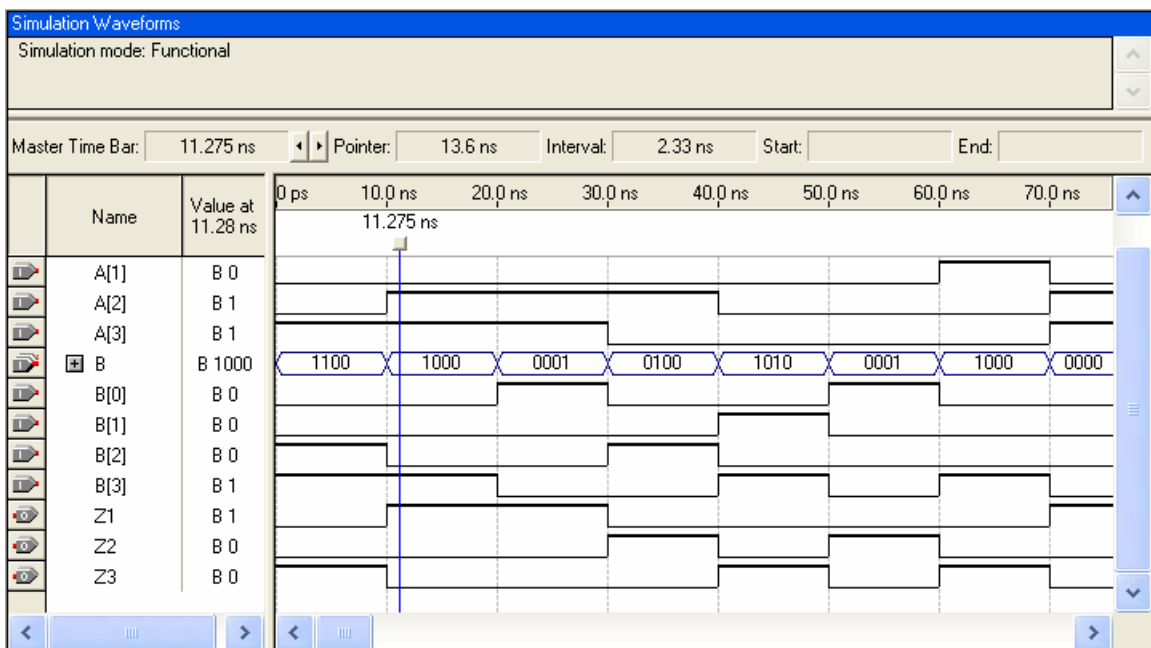 Simulation Waveforms
Simulation mode: Functional
Master Time Bar: 11.275 ns Pointer: 13.6 ns Interval: 2.33 ns Start: End:
Name Value at 11.28 ns 0 ps 10.0 ns 20.0 ns 30.0 ns 40.0 ns 50.0 ns 60.0 ns 70.0 ns
11.275 ns
A[1] B 0
A[2] B 1
A[3] B 1
B B 1000 1100 1000 0001 0100 1010 0001 1000 0000
B[0] B 0
B[1] B 0
B[2] B 0
B[3] B 1
Z1 B 1
Z2 B 0
Z3 B 0